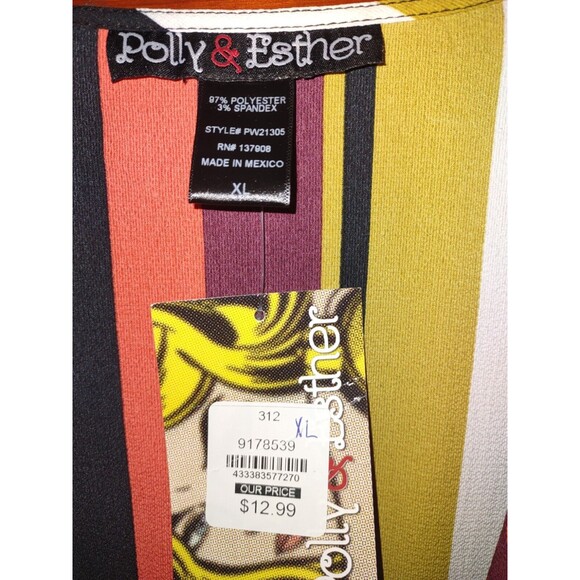 Polly & Esther
97% POLYESTER
3% SPANDEX
STYLE# PW21305
RN# 137908
MADE IN MEXICO
XL
Polly & Esther
312
XL
9178539
433383577270
OUR PRICE
$12.99